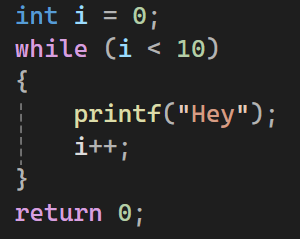 int i = 0;
while (i < 10)
{
    printf("Hey");
    i++;
}
return 0;